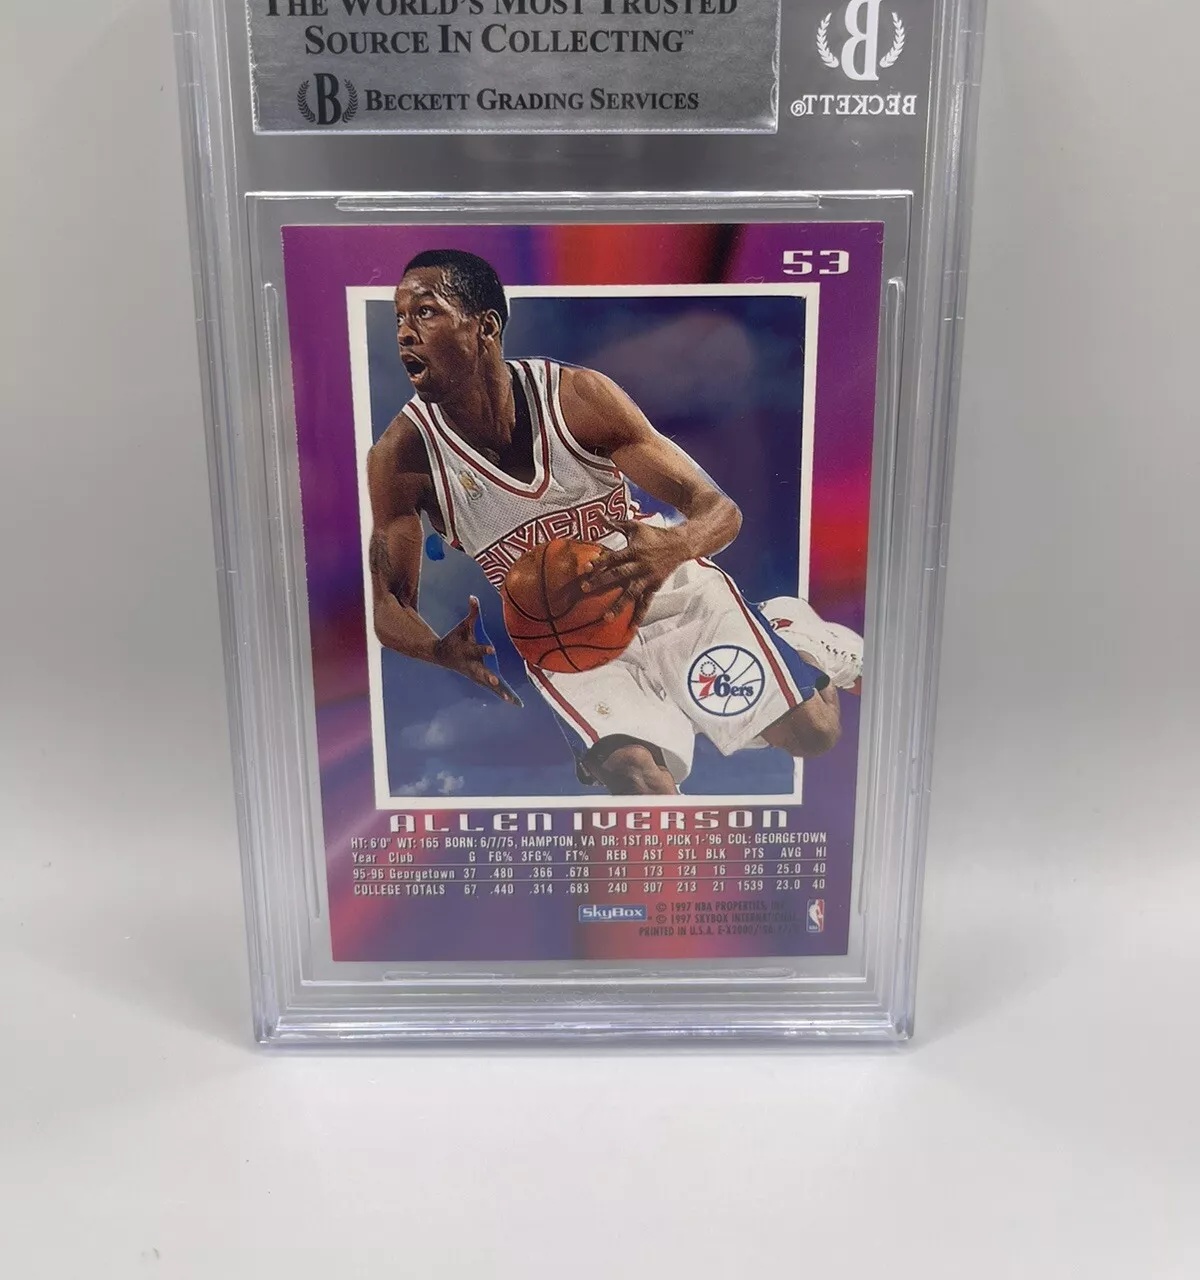 THE WORLD'S MOST TRUSTED
SOURCE IN COLLECTING™
B BECKETT GRADING SERVICES
B
BECKETT®
53
SIXERS
76ers
ALLEN IVERSON
HT: 6'0" WT: 165 BORN: 6/7/75, HAMPTON, VA DR: 1ST RD, PICK 1-'96 COL: GEORGETOWN
Year Club G FG% 3FG% FT% REB AST STL BLK PTS AVG HI
95-96 Georgetown 37 .480 .366 .678 141 173 124 16 926 25.0 40
COLLEGE TOTALS 67 .440 .314 .683 240 307 213 21 1539 23.0 40
SkyBox ® © 1997 NBA PROPERTIES, INC.
© 1997 SKYBOX INTERNATIONAL
PRINTED IN U.S.A.